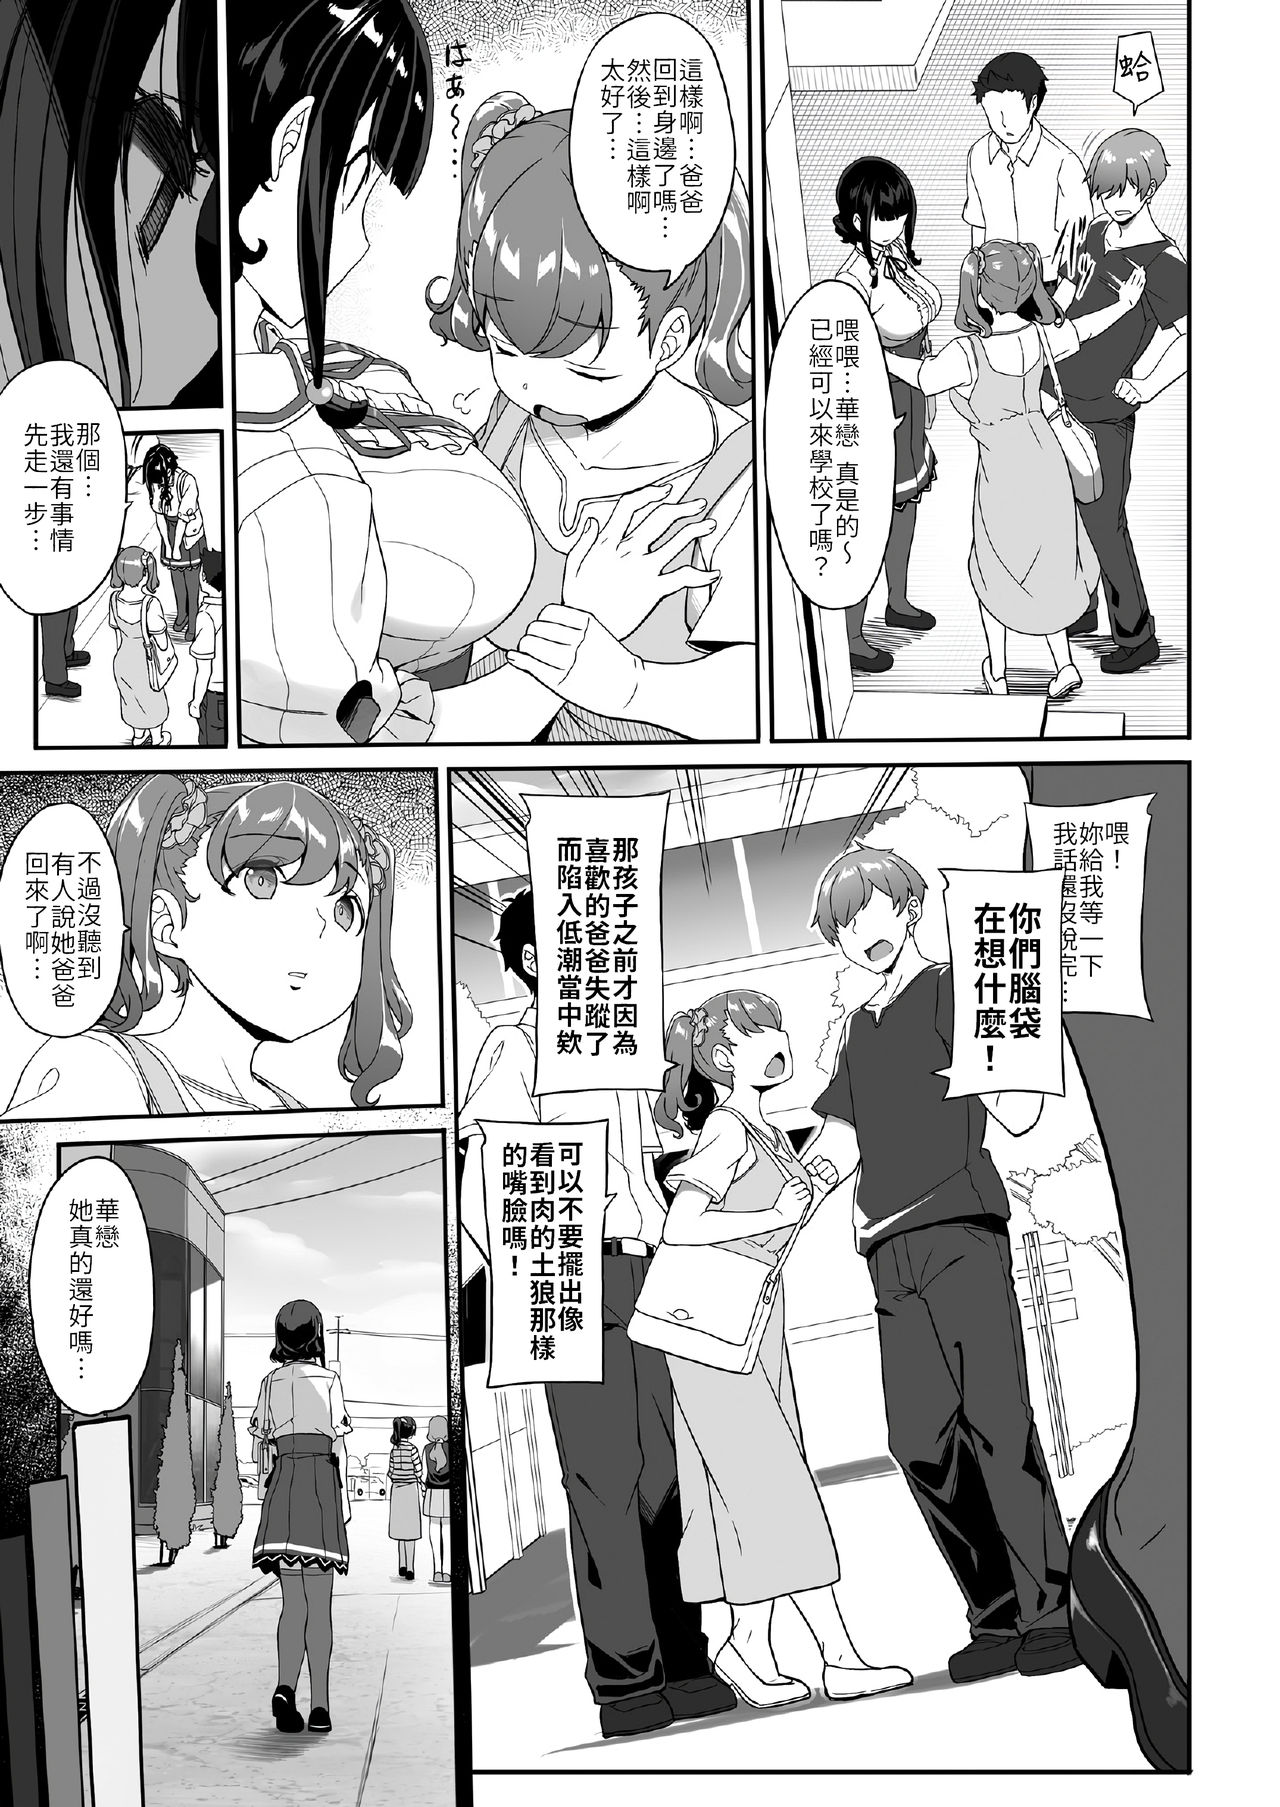 蛤
喂喂…華戀 真是的～
已經可以來學校了嗎？
這樣啊…爸爸
回到身邊了嗎…
然後…這樣啊
太好了…
はぁ～…
那個…
我還有事情
先走一步…
喂！
妳給我等一下
我話還沒說完…
你們腦袋
在想什麼！
那孩子之前才因為
喜歡的爸爸失蹤了
而陷入低潮當中欸
可以不要擺出像
看到肉的土狼那樣
的嘴臉嗎！
不過沒聽到
有人說她爸爸
回來了啊…
華戀
她真的還好嗎…